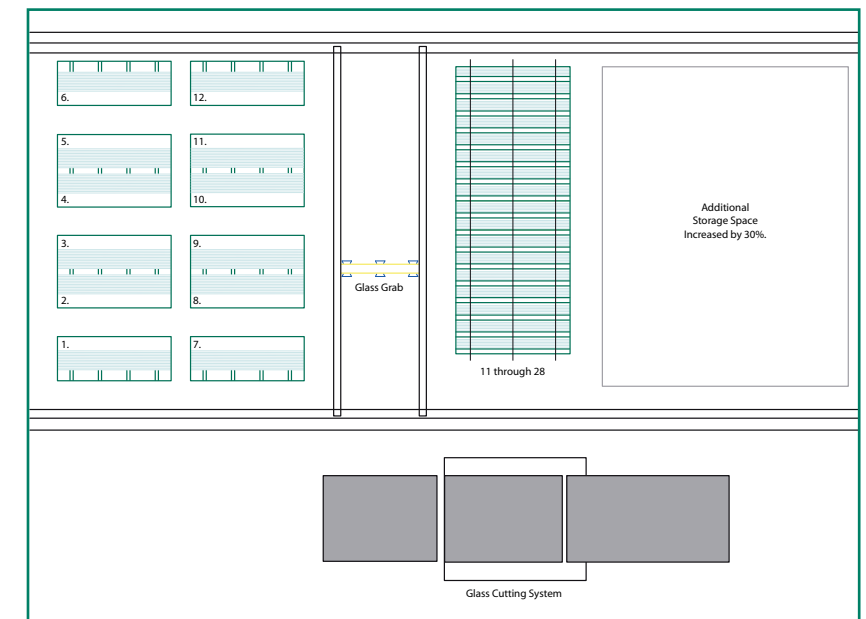 6.
12.
5.
11.
4.
10.
3.
9.
2.
8.
1.
7.
Glass Grab
11 through 28
Additional
Storage Space
Increased by 30%.
Glass Cutting System